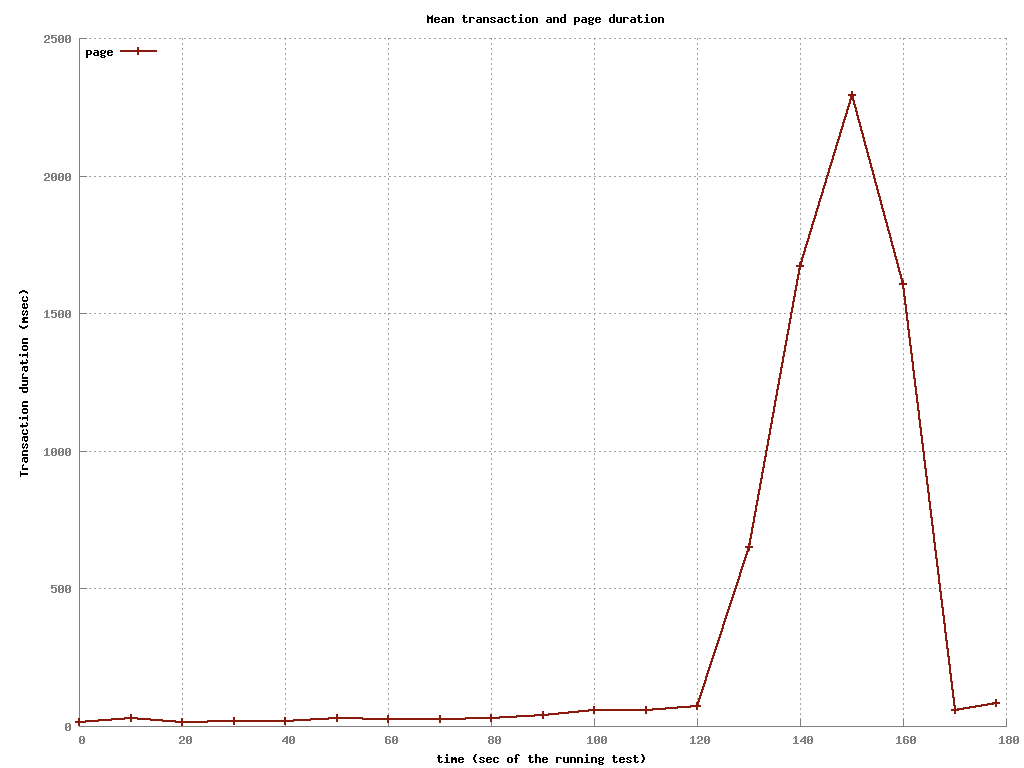 Mean transaction and page duration
2500
page
2000
1500
1000
500
0
Transaction duration (msec)
0 20 40 60 80 100 120 140 160 180
time (sec of the running test)